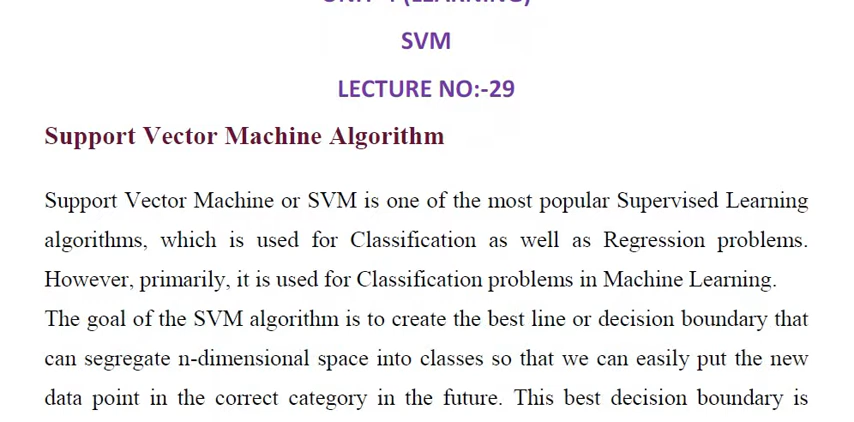 SVM
LECTURE NO:-29
Support Vector Machine Algorithm
Support Vector Machine or SVM is one of the most popular Supervised Learning
algorithms, which is used for Classification as well as Regression problems.
However, primarily, it is used for Classification problems in Machine Learning.
The goal of the SVM algorithm is to create the best line or decision boundary that
can segregate n-dimensional space into classes so that we can easily put the new
data point in the correct category in the future. This best decision boundary is